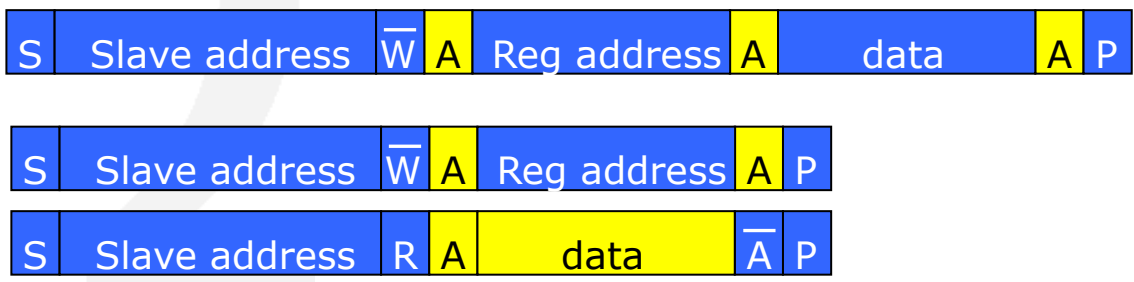 S Slave address W̅ A Reg address A data A P
S Slave address W̅ A Reg address A P
S Slave address R A data A̅ P